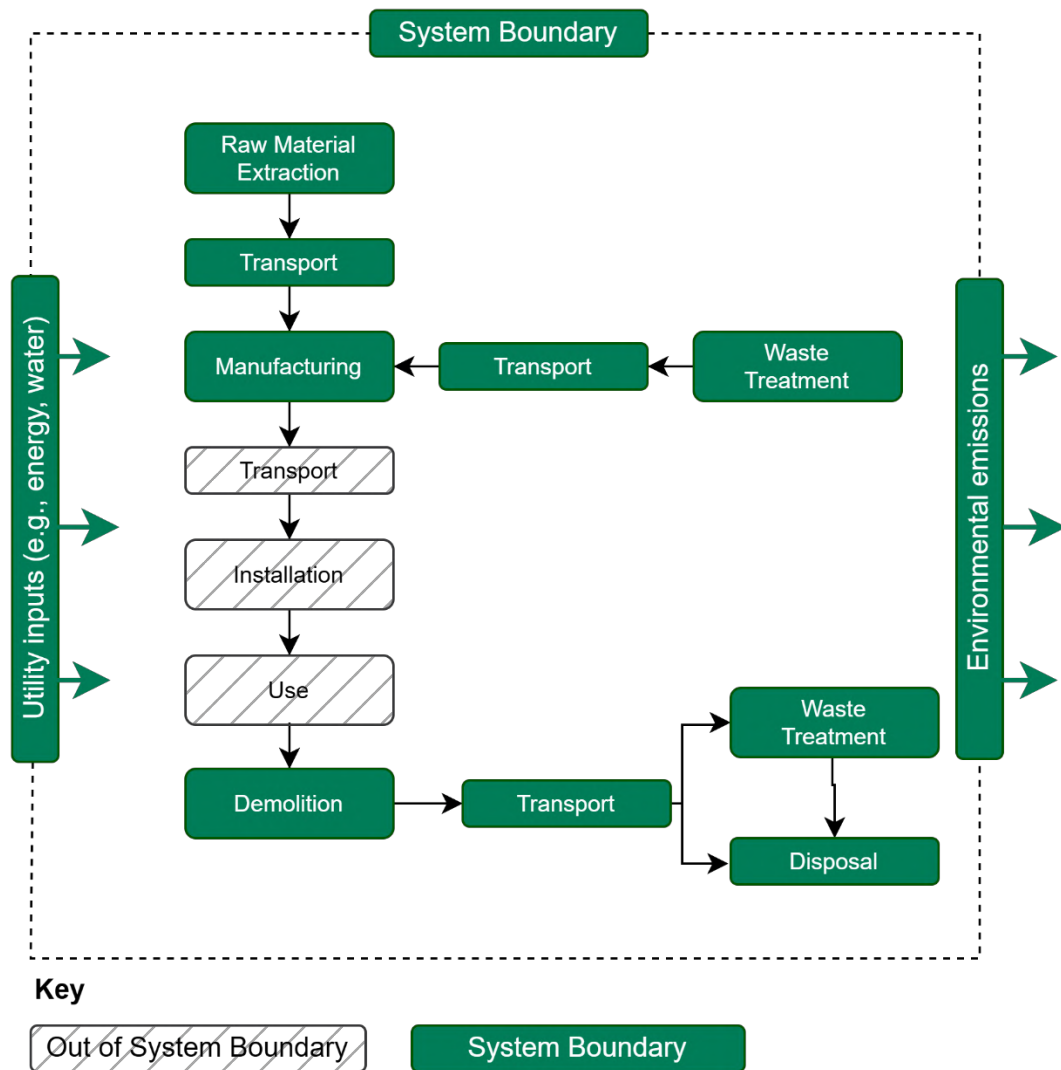 System Boundary
Raw Material
Extraction
Transport
Utility inputs (e.g., energy, water)
Environmental emissions
Manufacturing
Transport
Waste
Treatment
Transport
Installation
Use
Waste
Treatment
Demolition
Transport
Disposal
Key
Out of System Boundary
System Boundary